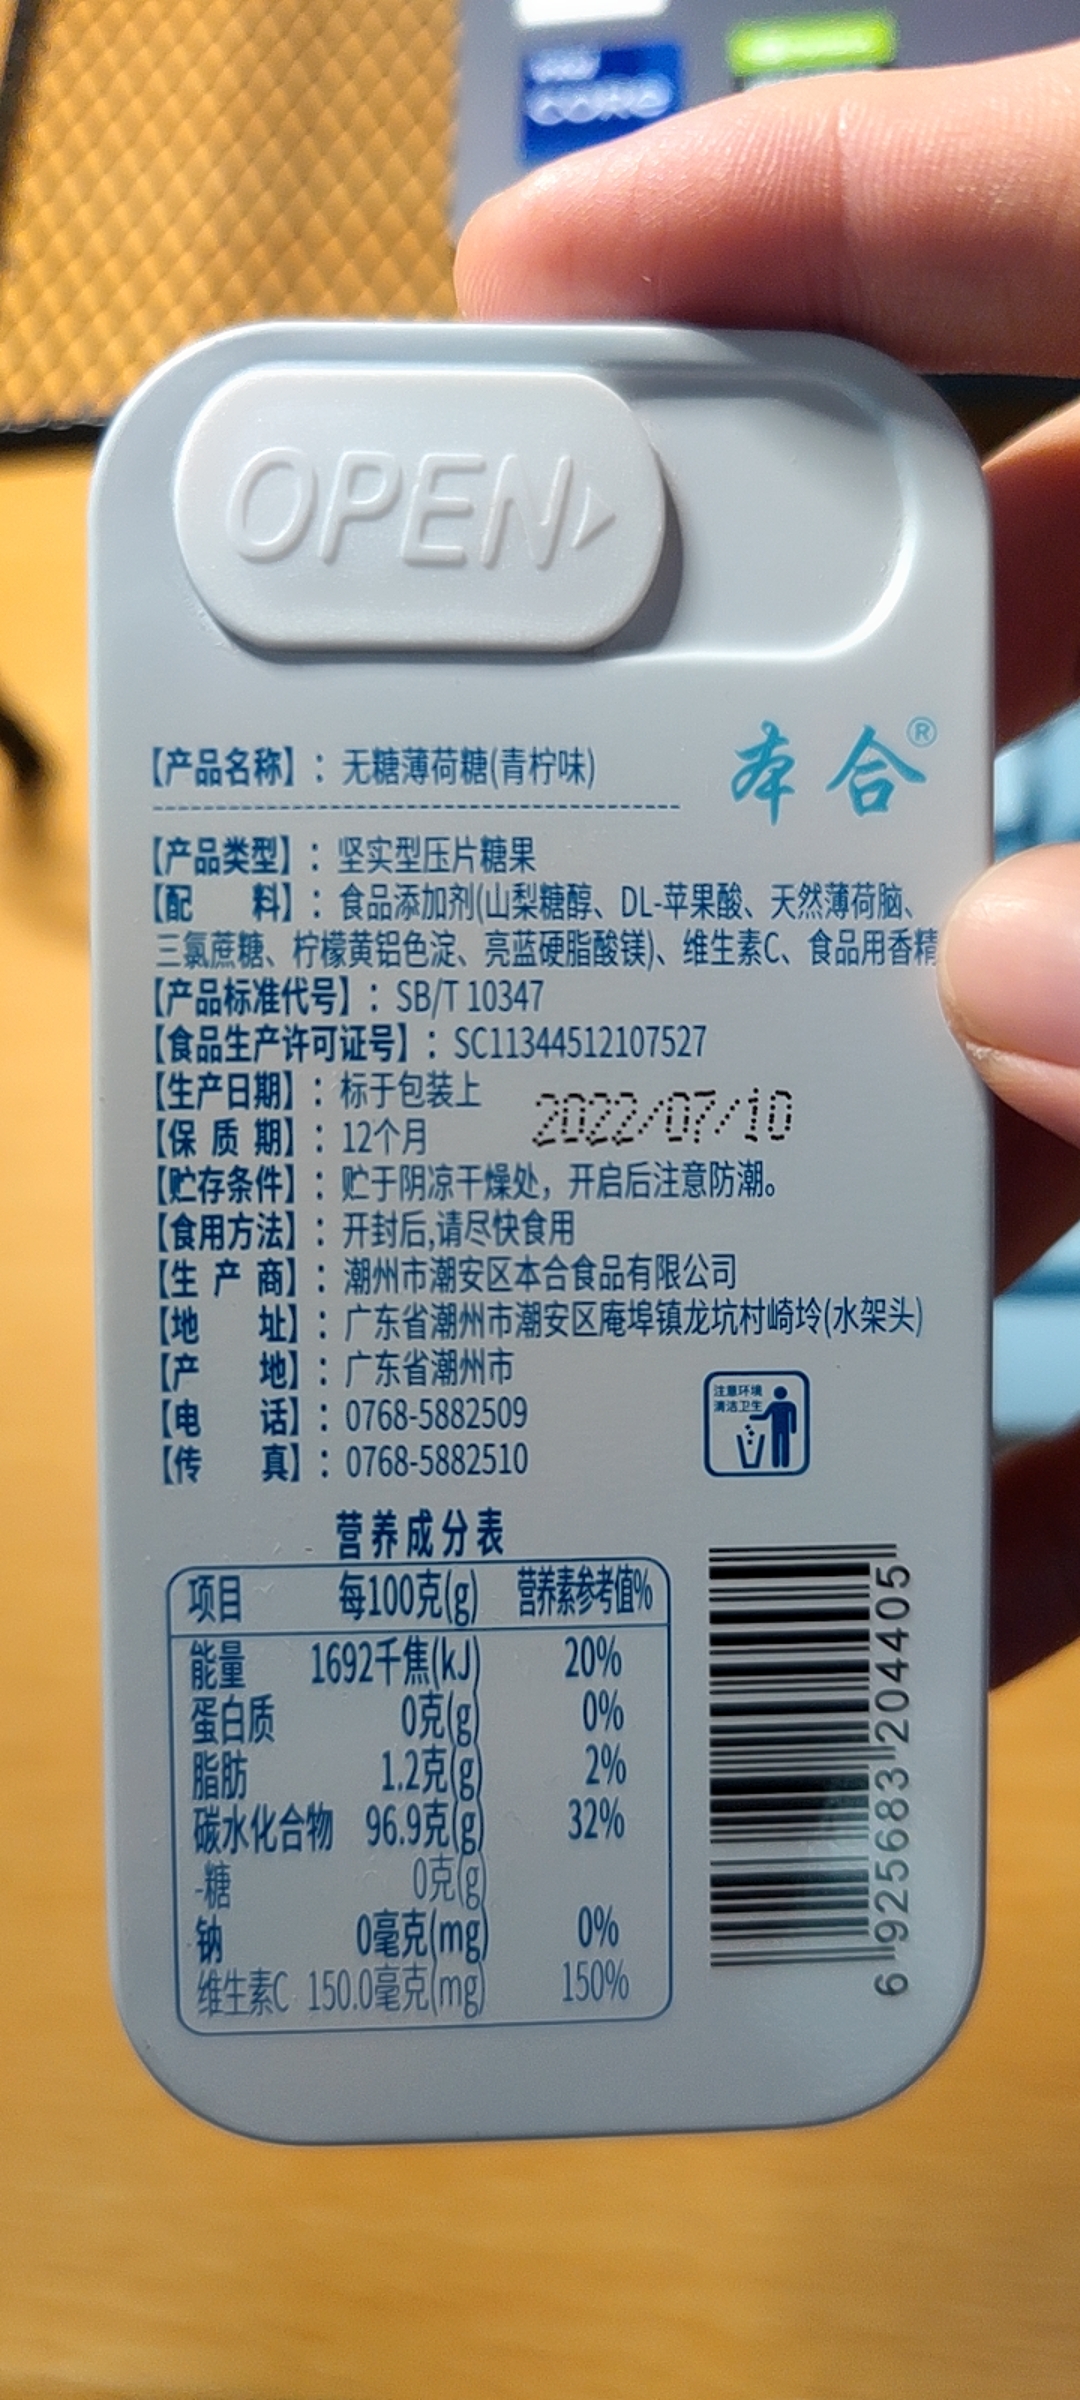 CORE
OPEN
本合®
【产品名称】：无糖薄荷糖(青柠味)
【产品类型】：坚实型压片糖果
【配 料】：食品添加剂(山梨糖醇、DL-苹果酸、天然薄荷脑、
三氯蔗糖、柠檬黄铝色淀、亮蓝硬脂酸镁)、维生素C、食品用香精
【产品标准代号】：SB/T 10347
【食品生产许可证号】：SC11344512107527
【生产日期】：标于包装上
2022/07/10
【保 质 期】：12个月
【贮存条件】：贮于阴凉干燥处，开启后注意防潮。
【食用方法】：开封后,请尽快食用
【生 产 商】：潮州市潮安区本合食品有限公司
【地 址】：广东省潮州市潮安区庵埠镇龙坑村崎坽(水架头)
【产 地】：广东省潮州市
【电 话】：0768-5882509
【传 真】：0768-5882510
注意环境
清洁卫生
营养成分表
项目 每100克(g) 营养素参考值%
能量 1692千焦(kJ) 20%
蛋白质 0克(g) 0%
脂肪 1.2克(g) 2%
碳水化合物 96.9克(g) 32%
-糖 0克(g)
钠 0毫克(mg) 0%
维生素C 150.0毫克(mg) 150%
6925683204405